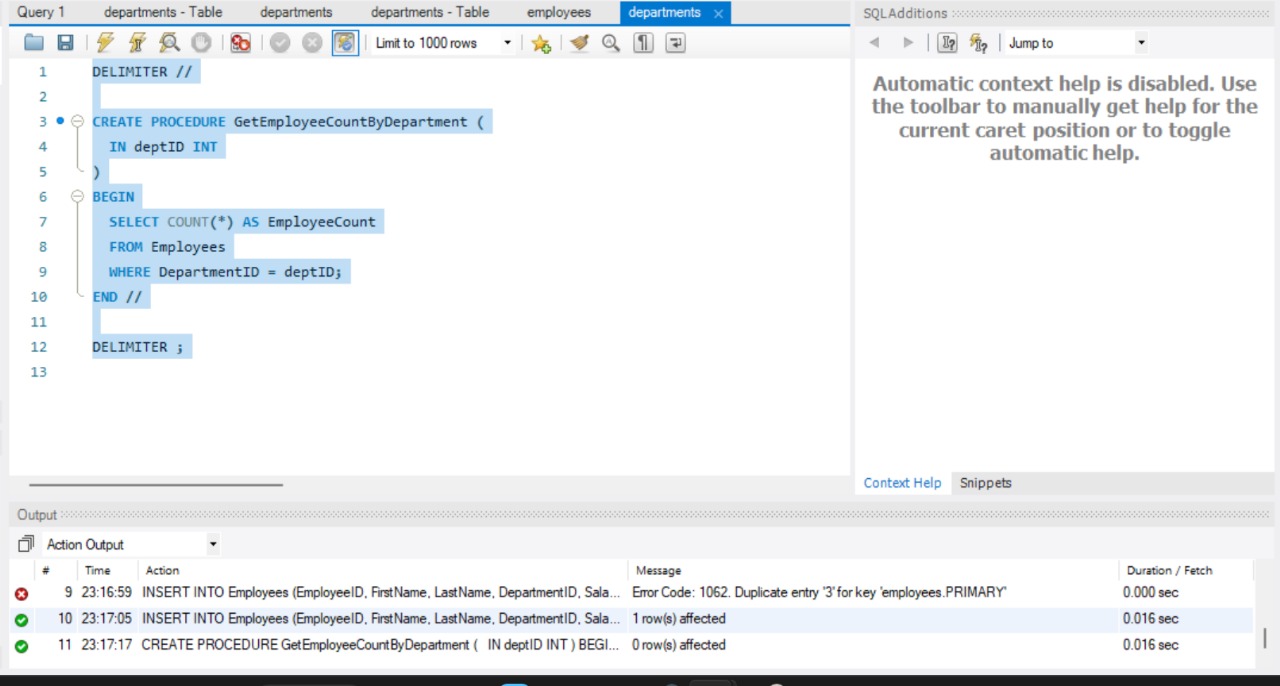 Query 1 departments - Table departments departments - Table employees departments
SQLAdditions
Limit to 1000 rows
Jump to
1 DELIMITER //
2
3 CREATE PROCEDURE GetEmployeeCountByDepartment (
4 IN deptID INT
5 )
6 BEGIN
7 SELECT COUNT(*) AS EmployeeCount
8 FROM Employees
9 WHERE DepartmentID = deptID;
10 END //
11
12 DELIMITER ;
13
Automatic context help is disabled. Use
the toolbar to manually get help for the
current caret position or to toggle
automatic help.
Context Help Snippets
Output
Action Output
# Time Action Message Duration / Fetch
9 23:16:59 INSERT INTO Employees (EmployeeID, FirstName, LastName, DepartmentID, Sala... Error Code: 1062. Duplicate entry '3' for key 'employees.PRIMARY' 0.000 sec
10 23:17:05 INSERT INTO Employees (EmployeeID, FirstName, LastName, DepartmentID, Sala... 1 row(s) affected 0.016 sec
11 23:17:17 CREATE PROCEDURE GetEmployeeCountByDepartment ( IN deptID INT ) BEGI... 0 row(s) affected 0.016 sec